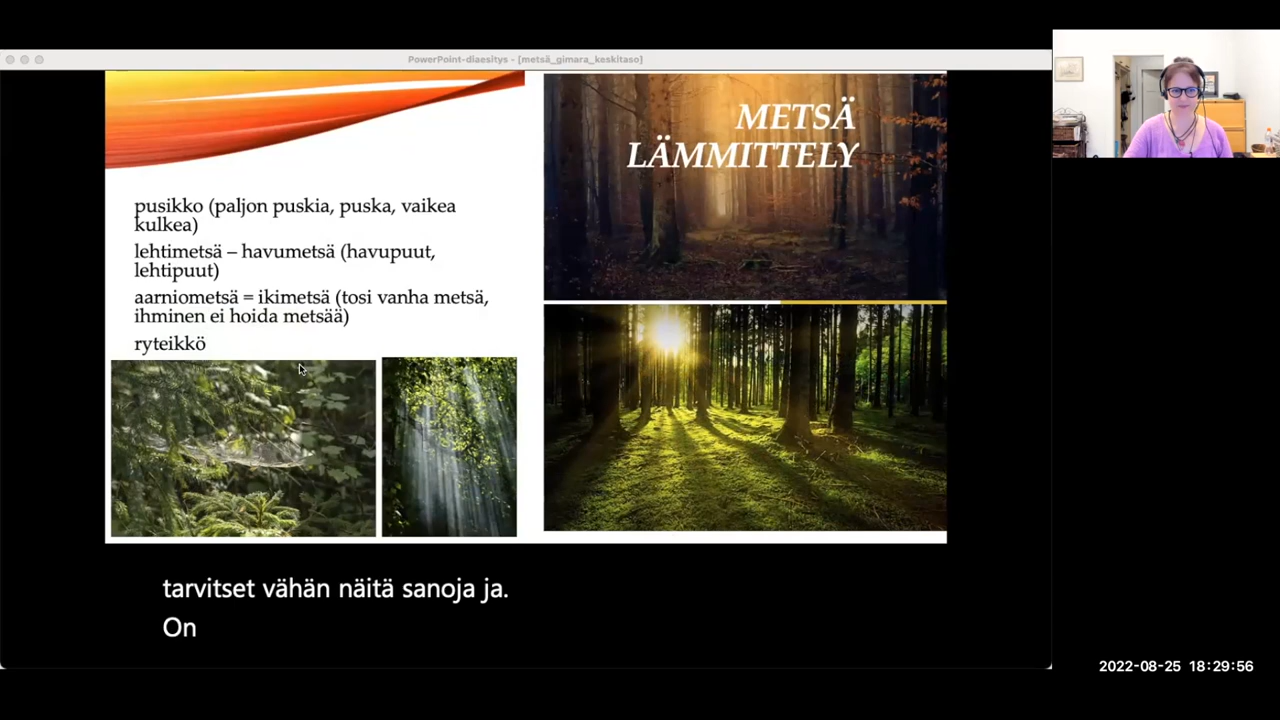 PowerPoint-diaesitys - [metsä_gimara_keskitaso]
METSÄ
LÄMMITTELY
pusikko (paljon puskia, puska, vaikea
kulkea)
lehtimetsä – havumetsä (havupuut,
lehtipuut)
aarniometsä = ikimetsä (tosi vanha metsä,
ihminen ei hoida metsää)
ryteikkö
tarvitset vähän näitä sanoja ja.
On
2022-08-25 18:29:56